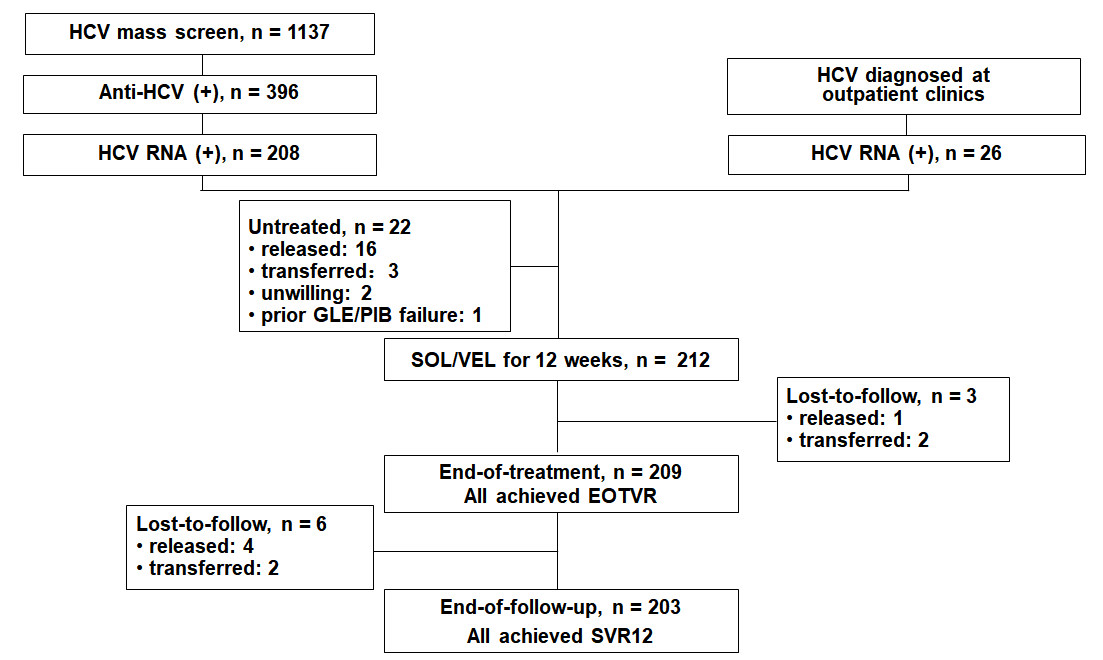 HCV mass screen, n = 1137
Anti-HCV (+), n = 396
HCV RNA (+), n = 208
HCV diagnosed at
outpatient clinics
HCV RNA (+), n = 26
Untreated, n = 22
• released: 16
• transferred: 3
• unwilling: 2
• prior GLE/PIB failure: 1
SOL/VEL for 12 weeks, n = 212
Lost-to-follow, n = 3
• released: 1
• transferred: 2
End-of-treatment, n = 209
All achieved EOTVR
Lost-to-follow, n = 6
• released: 4
• transferred: 2
End-of-follow-up, n = 203
All achieved SVR12